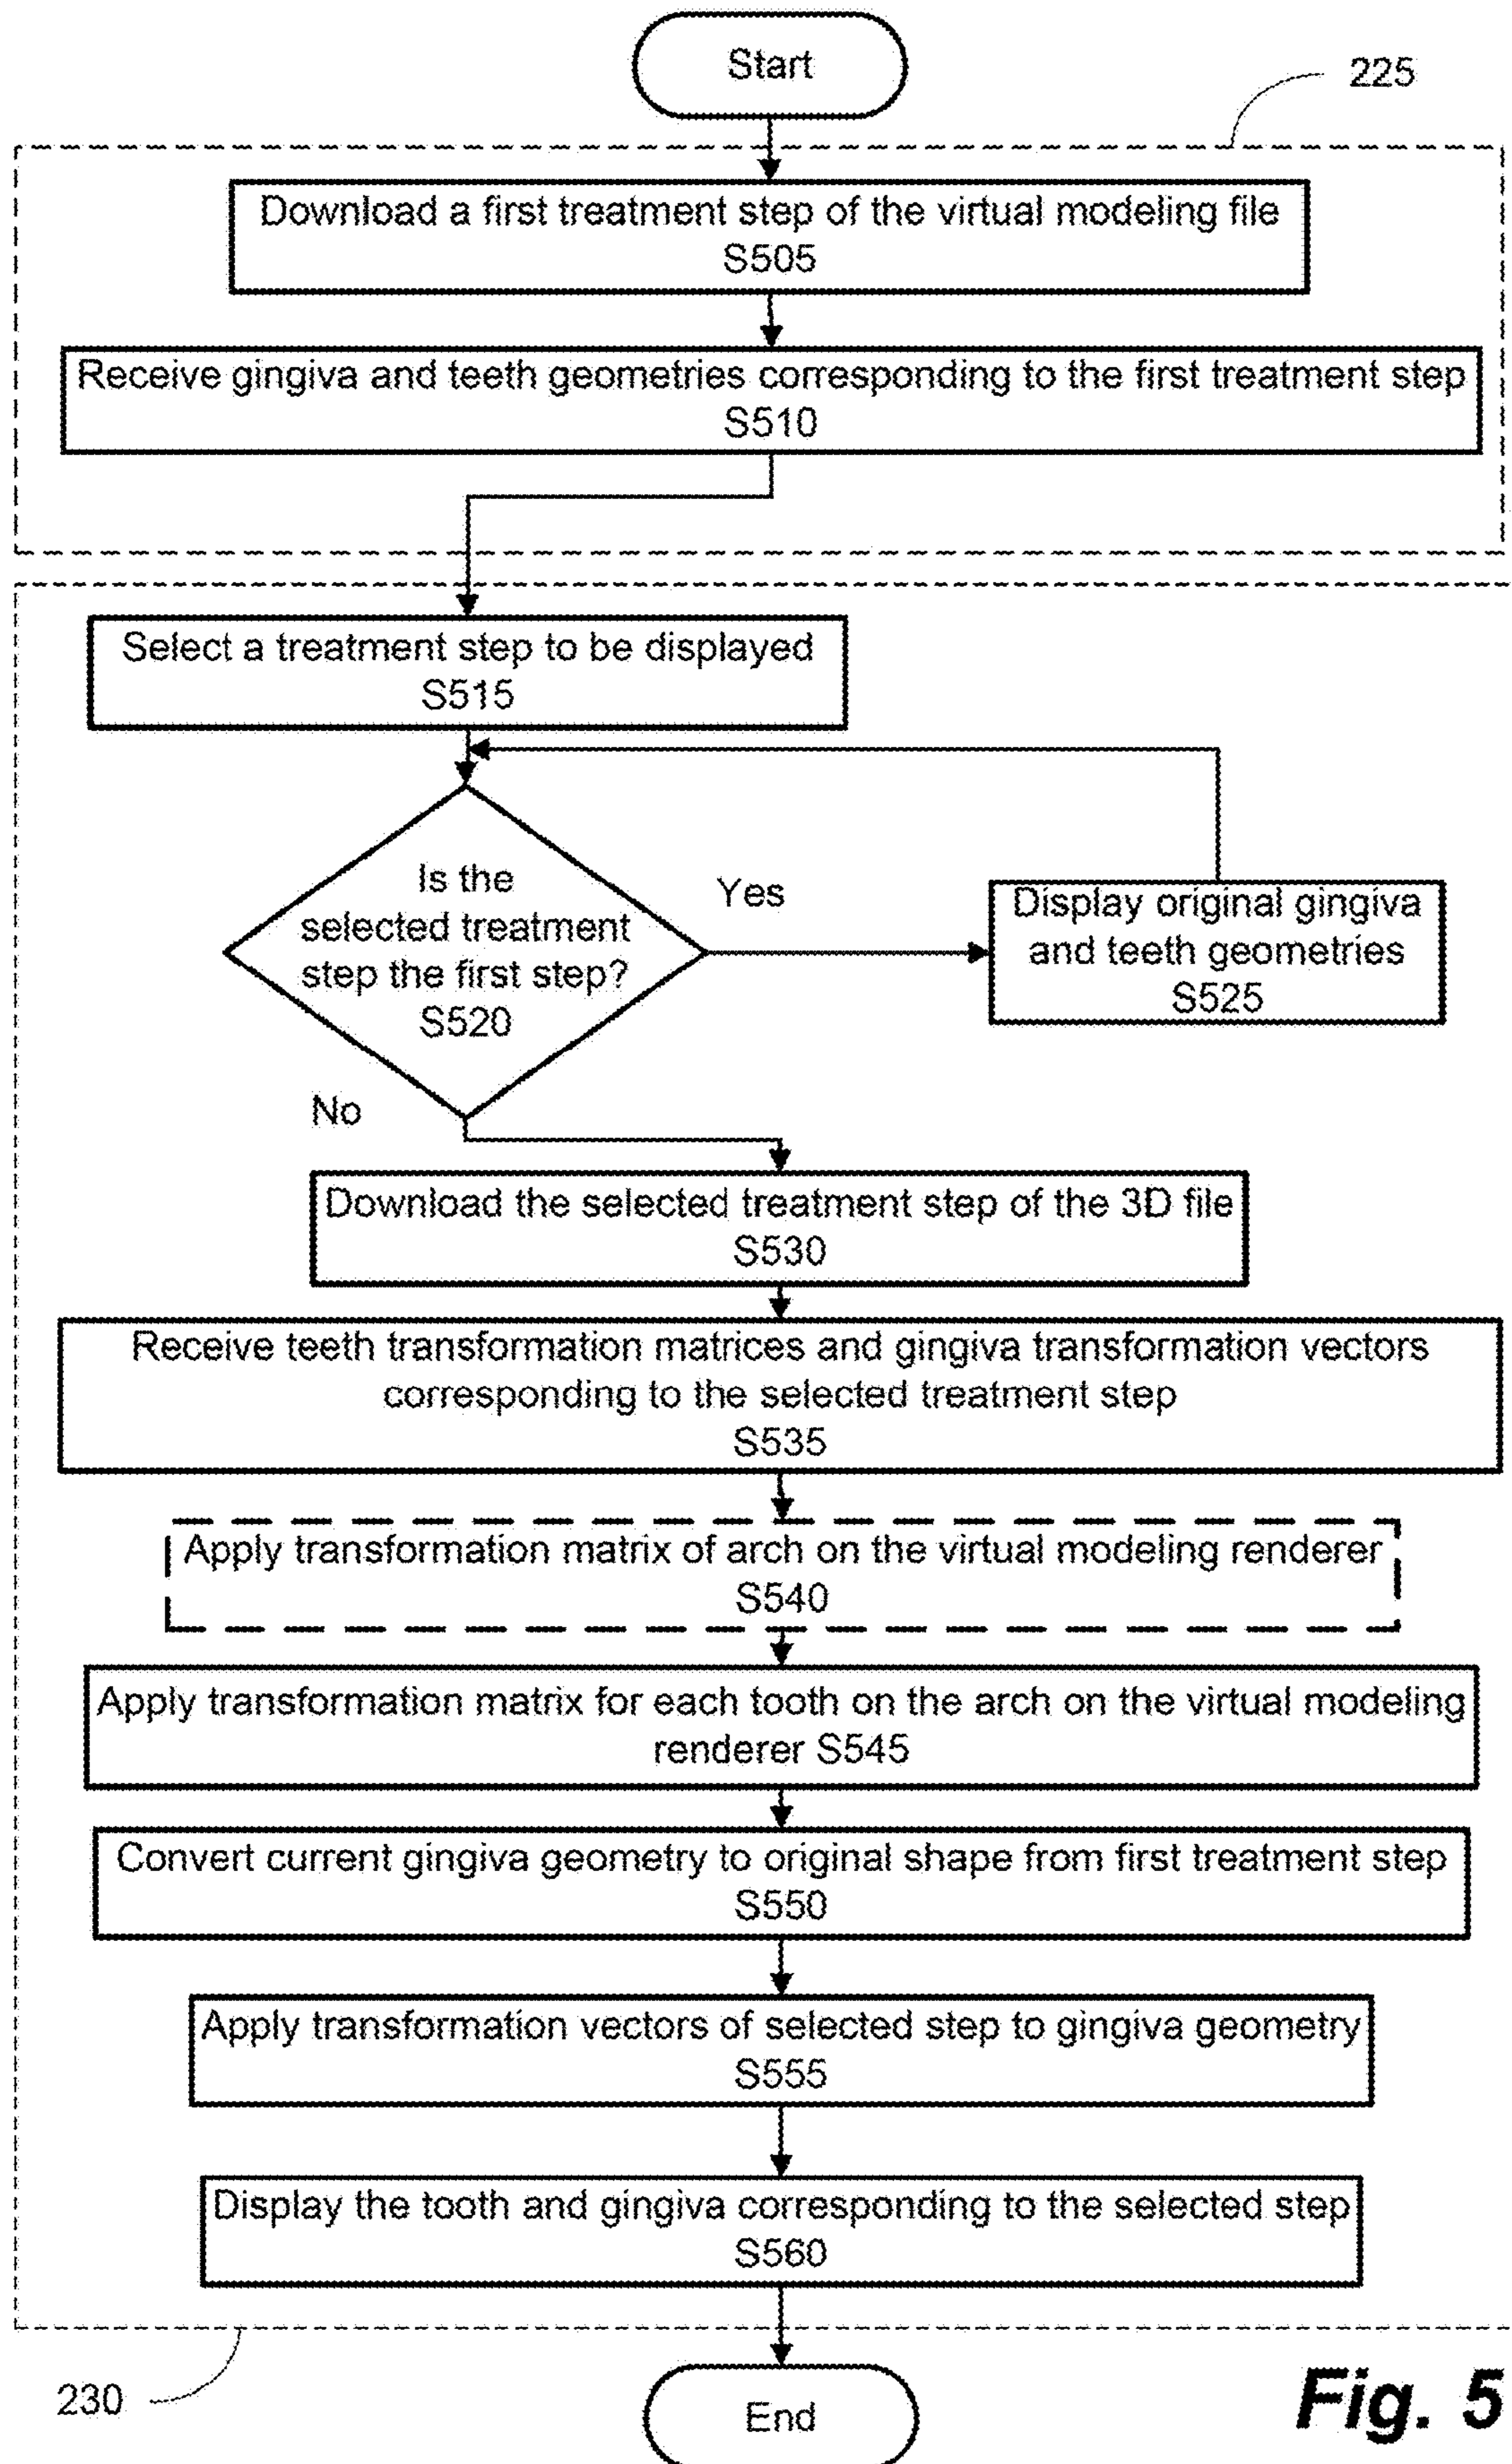 Start
225
Download a first treatment step of the virtual modeling file
S505
Receive gingiva and teeth geometries corresponding to the first treatment step
S510
Select a treatment step to be displayed
S515
Is the
selected treatment
step the first step?
S520
Yes
Display original gingiva
and teeth geometries
S525
No
Download the selected treatment step of the 3D file
S530
Receive teeth transformation matrices and gingiva transformation vectors
corresponding to the selected treatment step
S535
Apply transformation matrix of arch on the virtual modeling renderer
S540
Apply transformation matrix for each tooth on the arch on the virtual modeling
renderer S545
Convert current gingiva geometry to original shape from first treatment step
S550
Apply transformation vectors of selected step to gingiva geometry
S555
Display the tooth and gingiva corresponding to the selected step
S560
230
End
Fig. 5